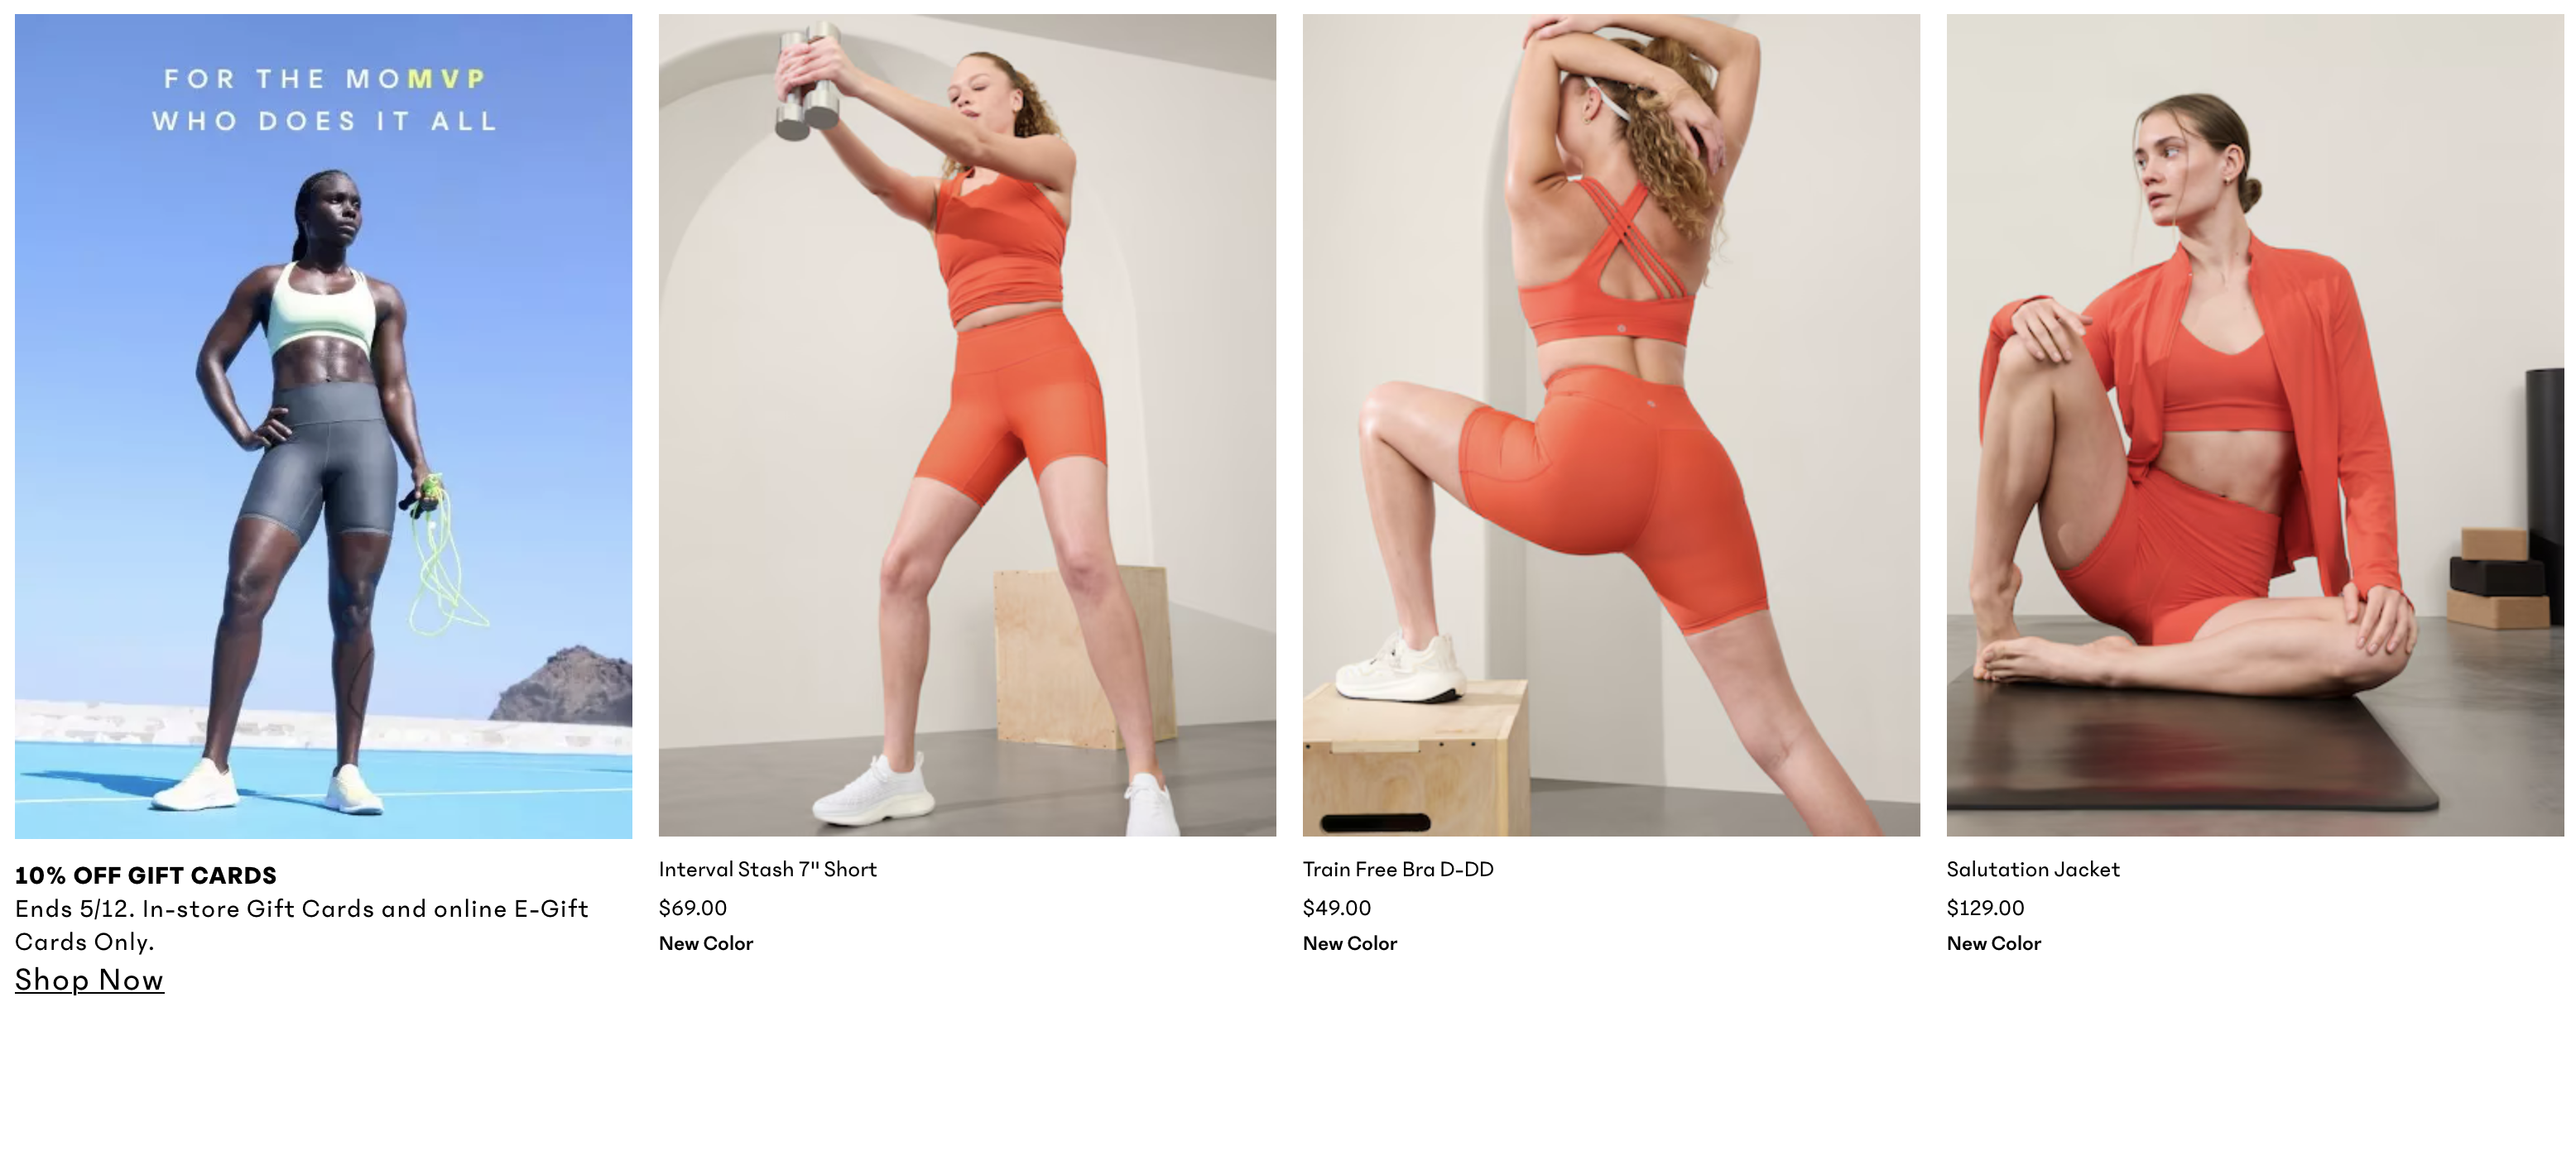 FOR THE MOMVP
WHO DOES IT ALL
10% OFF GIFT CARDS
Ends 5/12. In-store Gift Cards and online E-Gift
Cards Only.
Shop Now
Interval Stash 7" Short
$69.00
New Color
Train Free Bra D-DD
$49.00
New Color
Salutation Jacket
$129.00
New Color